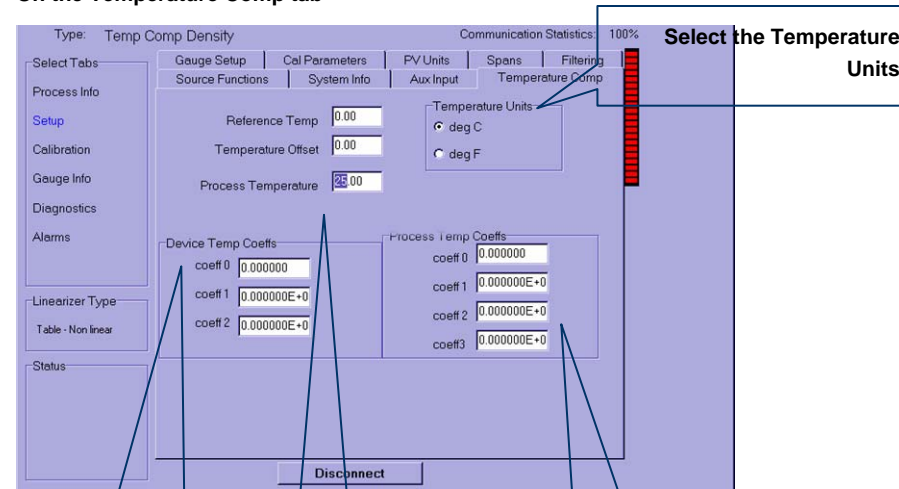 On the Temperature Comp tab
Type: Temp Comp Density
Communication Statistics: 100%
Select the Temperature
Units
Select Tabs
Process Info
Setup
Calibration
Gauge Info
Diagnostics
Alarms
Linearizer Type
Table - Non linear
Status
Gauge Setup Cal Parameters PV Units Spans Filtering
Source Functions System Info Aux Input Temperature Comp
Reference Temp 0.00
Temperature Offset 0.00
Process Temperature 25.00
Temperature Units
deg C
deg F
Device Temp Coeffs
coeff 0 0.000000
coeff 1 0.000000E+0
coeff 2 0.000000E+0
Process Temp Coeffs
coeff 0 0.000000
coeff 1 0.000000E+0
coeff 2 0.000000E+0
coeff3 0.000000E+0
Disconnect